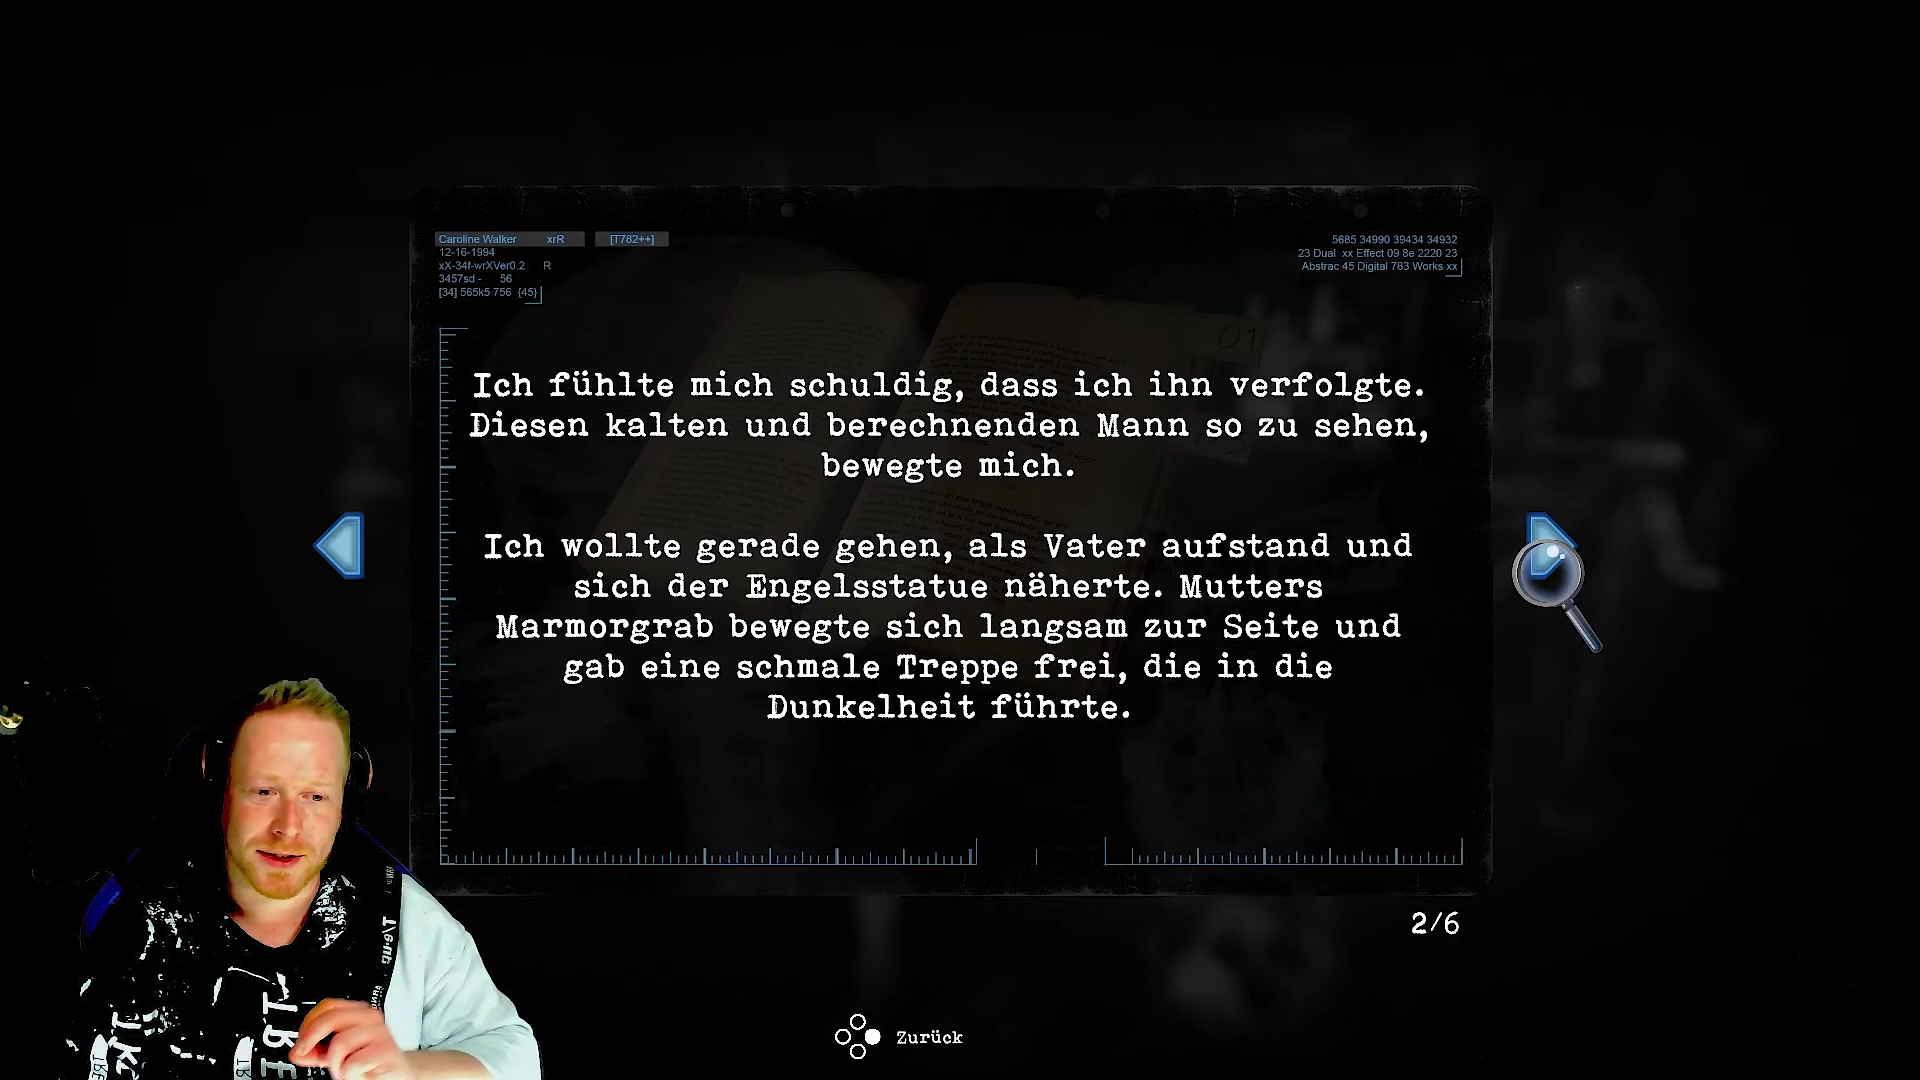 Caroline Walker xrR [T782++]
12-16-1994
xX-34f-wrXVer0.2 R
3457sd - 56
[34] 565k5 756 {45}
5685 34990 39434 34932
23 Dual xx Effect 09 8e 2220 23
Abstrac 45 Digital 783 Works xx
01
Ich fühlte mich schuldig, dass ich ihn verfolgte.
Diesen kalten und berechnenden Mann so zu sehen,
bewegte mich.
Ich wollte gerade gehen, als Vater aufstand und
sich der Engelsstatue näherte. Mutters
Marmorgrab bewegte sich langsam zur Seite und
gab eine schmale Treppe frei, die in die
Dunkelheit führte.
2/6
Zurück